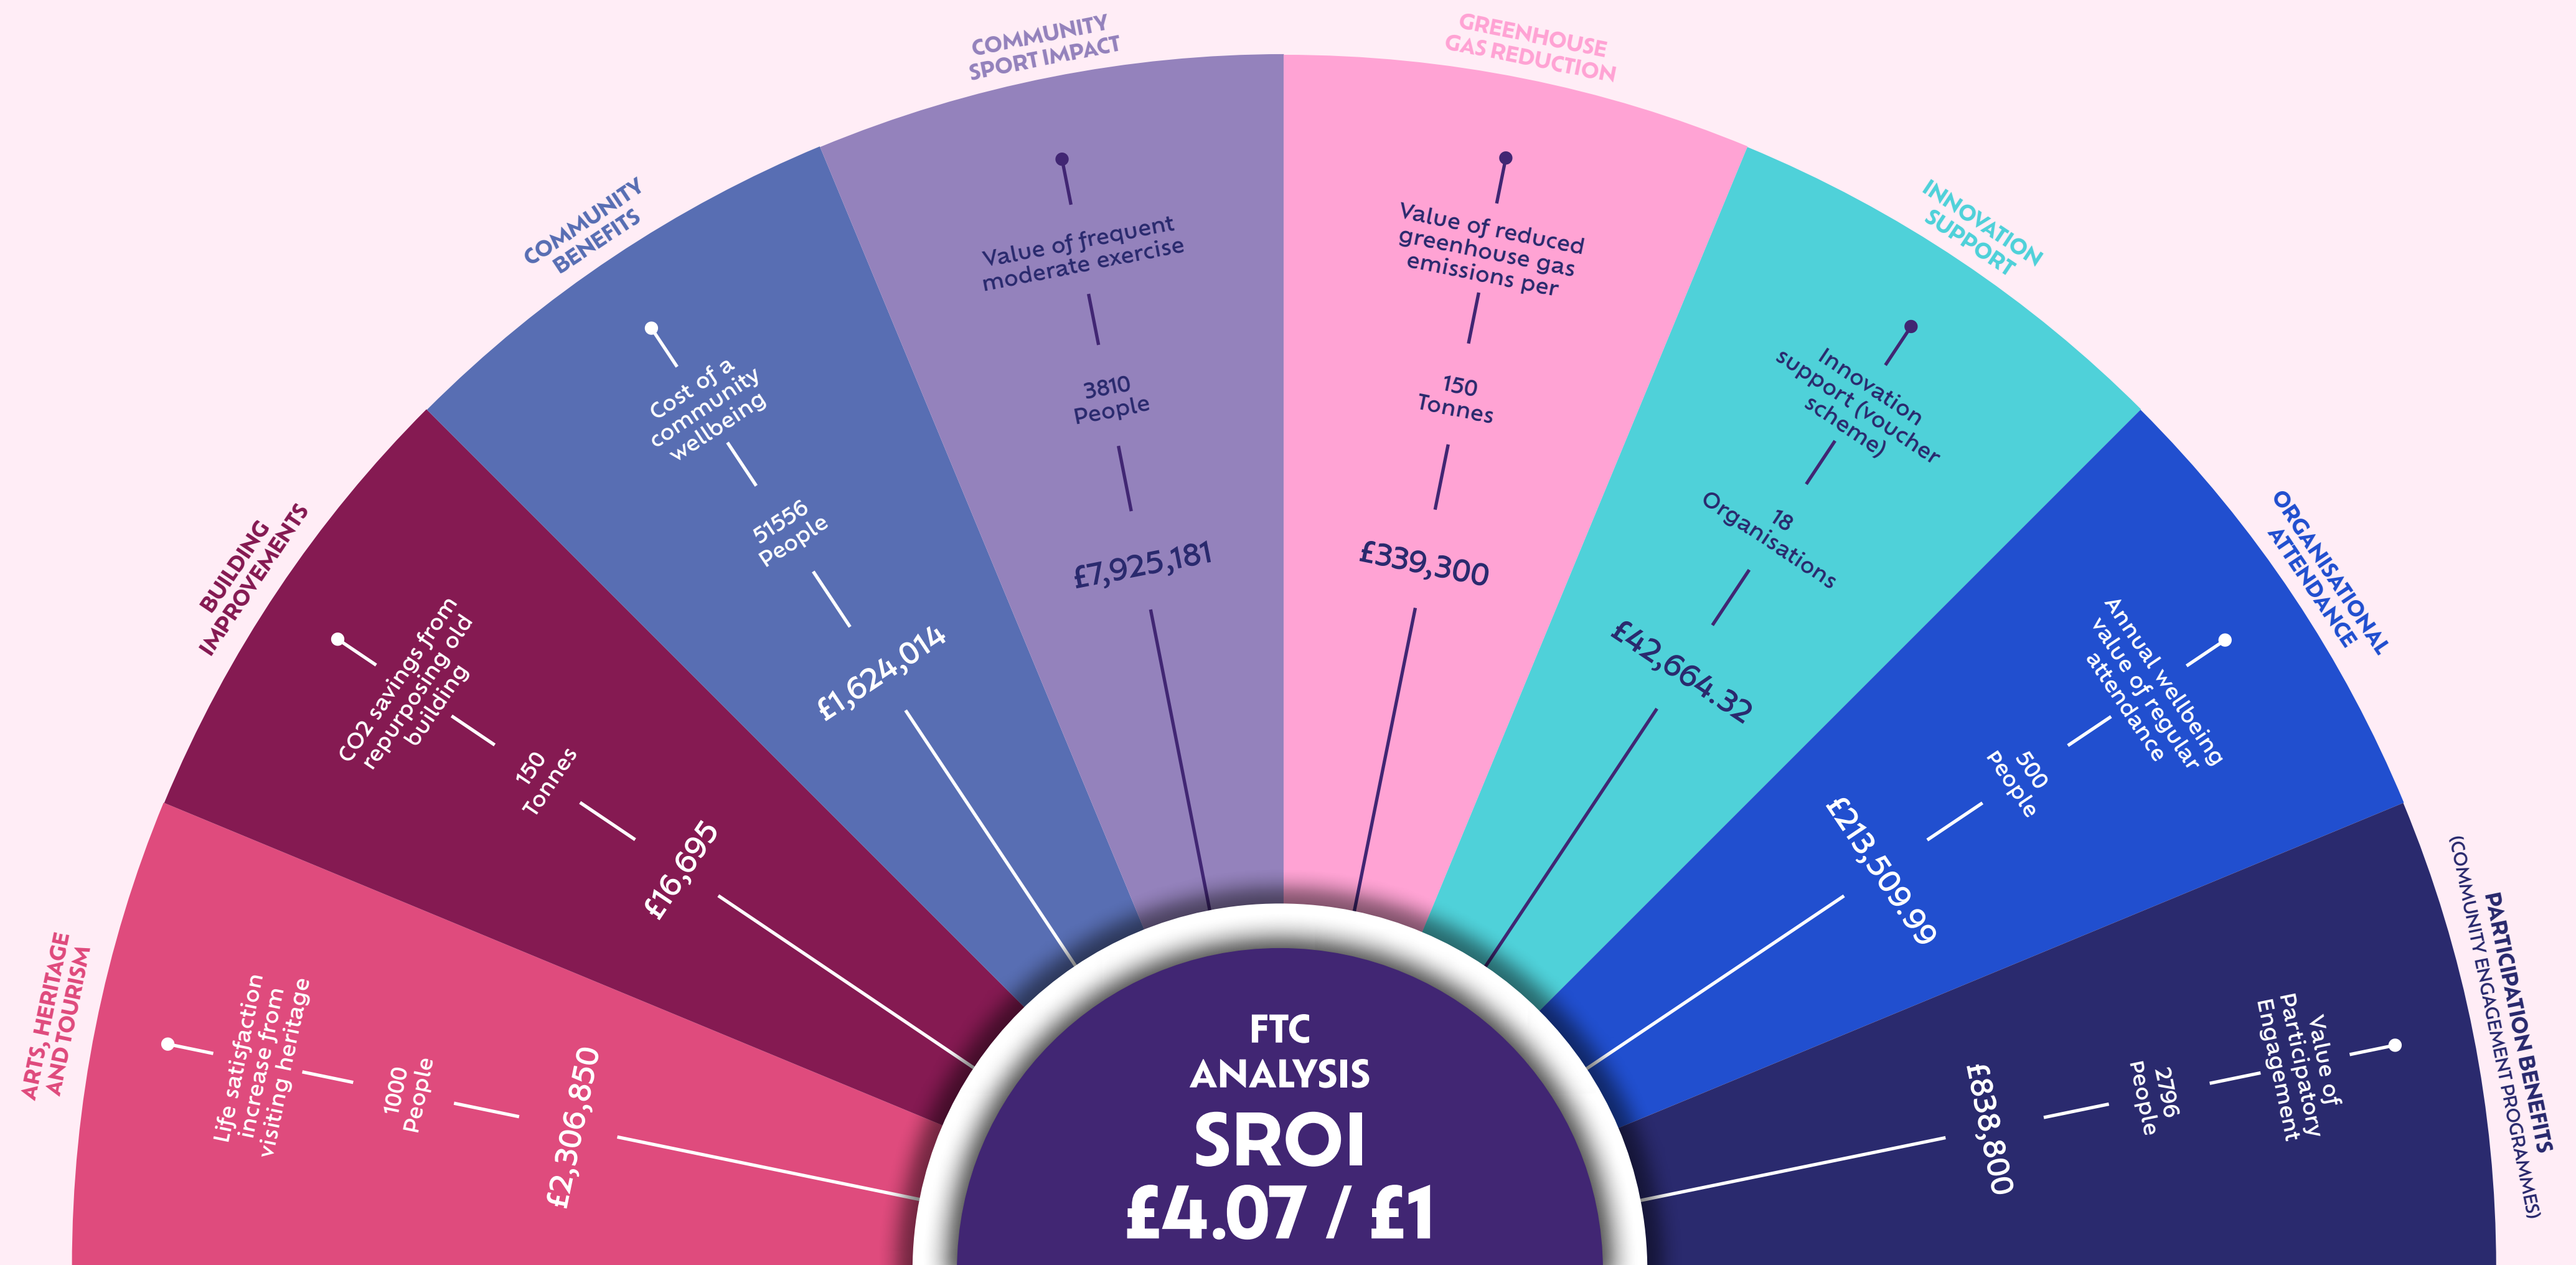 ARTS, HERITAGE
AND TOURISM
Life satisfaction
increase from
visiting heritage
1000
People
£2,306,850
BUILDING
IMPROVEMENTS
CO2 savings from
repurposing old
building
150
Tonnes
£16,695
COMMUNITY
BENEFITS
Cost of a
community
wellbeing
51556
People
£1,624,014
COMMUNITY
SPORT IMPACT
Value of frequent
moderate exercise
3810
People
£7,925,181
GREENHOUSE
GAS REDUCTION
Value of reduced
greenhouse gas
emissions per
150
Tonnes
£339,300
INNOVATION
SUPPORT
Innovation
support (voucher
scheme)
18
Organisations
£42,664.32
ORGANISATIONAL
ATTENDANCE
Annual wellbeing
value of regular
attendance
500
People
£213,509.99
PARTICIPATION BENEFITS
(COMMUNITY ENGAGEMENT PROGRAMMES)
Value of
Participatory
Engagement
2796
People
£838,800
FTC
ANALYSIS
SROI
£4.07 / £1